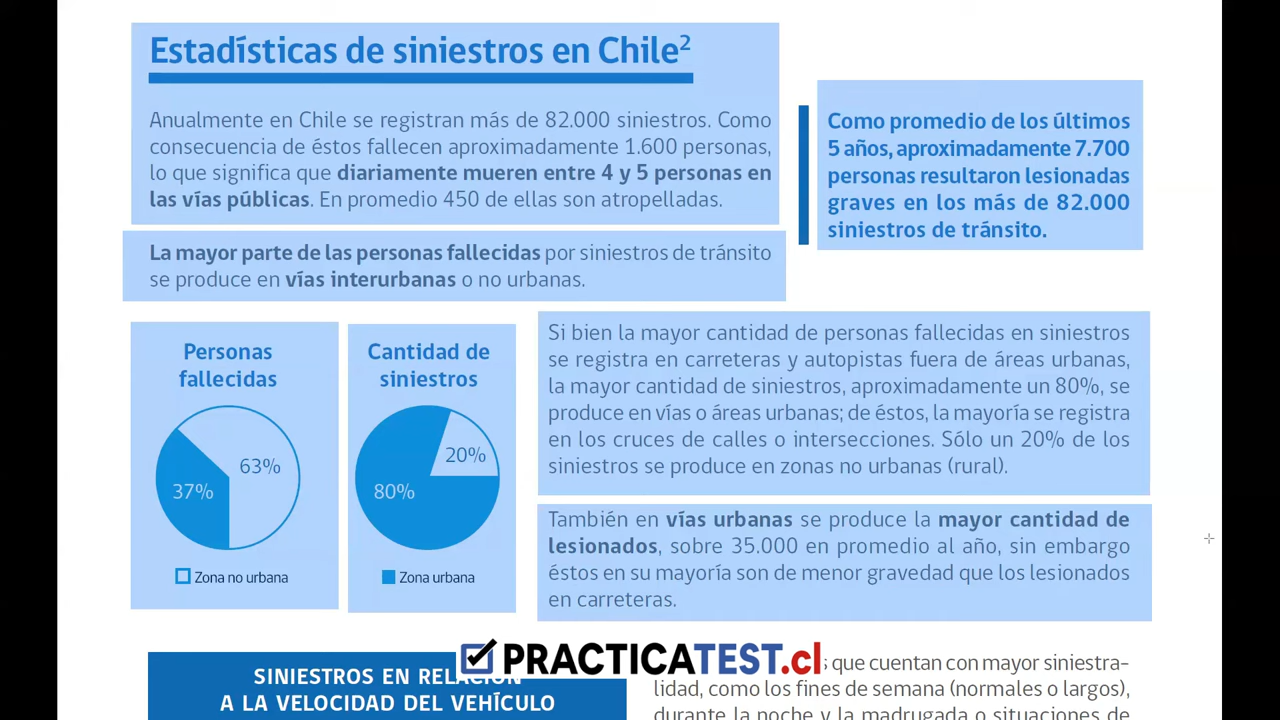 Estadísticas de siniestros en Chile²
Anualmente en Chile se registran más de 82.000 siniestros. Como
consecuencia de éstos fallecen aproximadamente 1.600 personas,
lo que significa que diariamente mueren entre 4 y 5 personas en
las vías públicas. En promedio 450 de ellas son atropelladas.
La mayor parte de las personas fallecidas por siniestros de tránsito
se produce en vías interurbanas o no urbanas.
Como promedio de los últimos
5 años, aproximadamente 7.700
personas resultaron lesionadas
graves en los más de 82.000
siniestros de tránsito.
Personas
fallecidas
63%
37%
Zona no urbana
Cantidad de
siniestros
20%
80%
Zona urbana
Si bien la mayor cantidad de personas fallecidas en siniestros
se registra en carreteras y autopistas fuera de áreas urbanas,
la mayor cantidad de siniestros, aproximadamente un 80%, se
produce en vías o áreas urbanas; de éstos, la mayoría se registra
en los cruces de calles o intersecciones. Sólo un 20% de los
siniestros se produce en zonas no urbanas (rural).
También en vías urbanas se produce la mayor cantidad de
lesionados, sobre 35.000 en promedio al año, sin embargo
éstos en su mayoría son de menor gravedad que los lesionados
en carreteras.
SINIESTROS EN RELACIÓN
A LA VELOCIDAD DEL VEHÍCULO
PRACTICATEST.cl
que cuentan con mayor siniestra-
lidad, como los fines de semana (normales o largos),
durante la noche y la madrugada o situaciones de